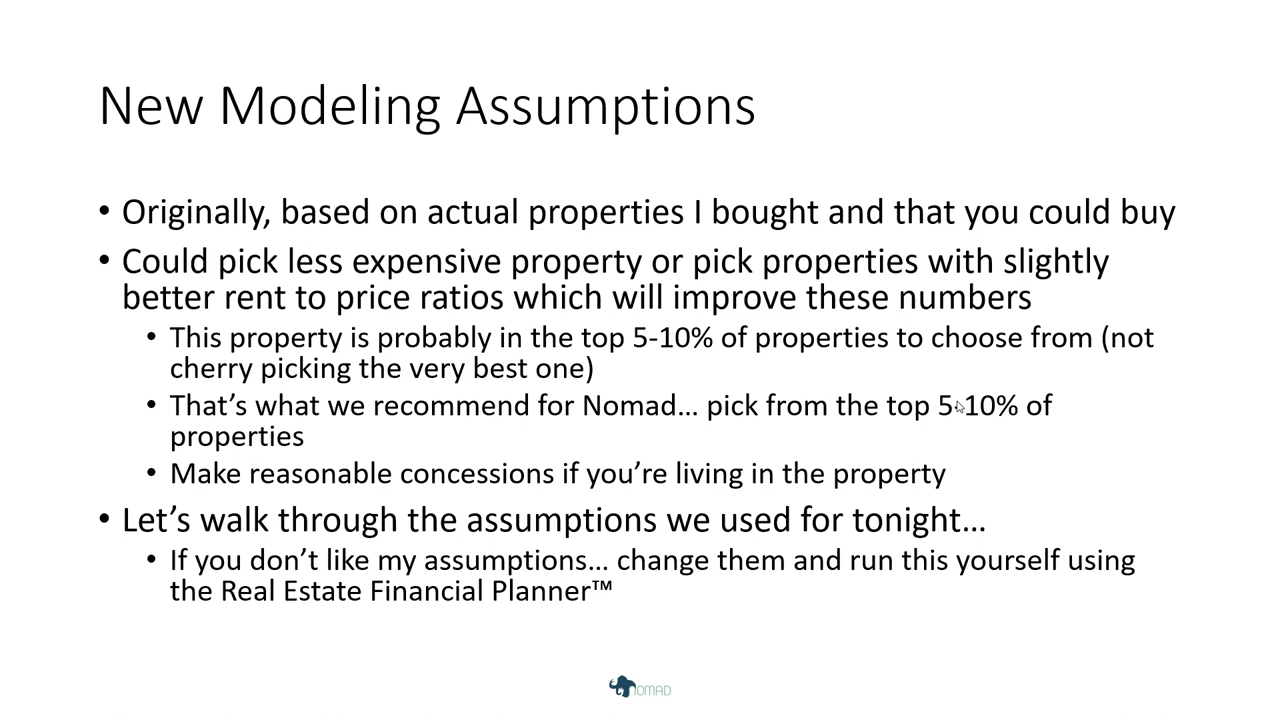 New Modeling Assumptions
• Originally, based on actual properties I bought and that you could buy
• Could pick less expensive property or pick properties with slightly
better rent to price ratios which will improve these numbers
• This property is probably in the top 5-10% of properties to choose from (not
cherry picking the very best one)
• That’s what we recommend for Nomad… pick from the top 5-10% of
properties
• Make reasonable concessions if you’re living in the property
• Let’s walk through the assumptions we used for tonight…
• If you don’t like my assumptions… change them and run this yourself using
the Real Estate Financial Planner™
NOMAD